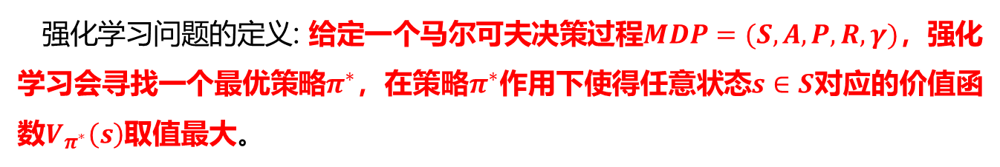 强化学习问题的定义: 给定一个马尔可夫决策过程MDP = (S, A, P, R, γ)，强化
学习会寻找一个最优策略π*，在策略π*作用下使得任意状态s ∈ S对应的价值函
数V_π*(s)取值最大。